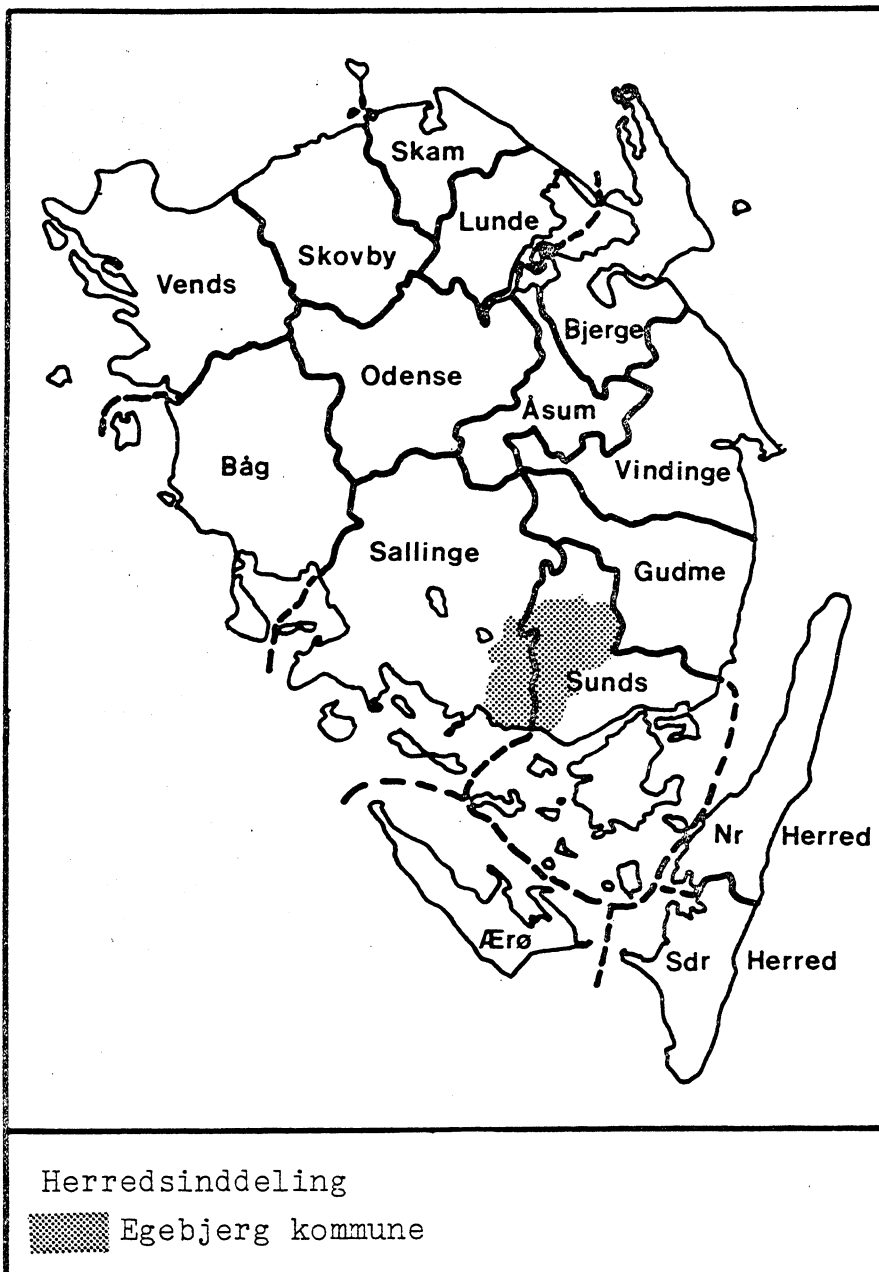 Skam
Lunde
Skovby
Vends
Bjerge
Odense
Åsum
Båg
Vindinge
Sallinge
Gudme
Sunds
Nr Herred
Ærø
Sdr Herred
Herredsinddeling
Egebjerg kommune